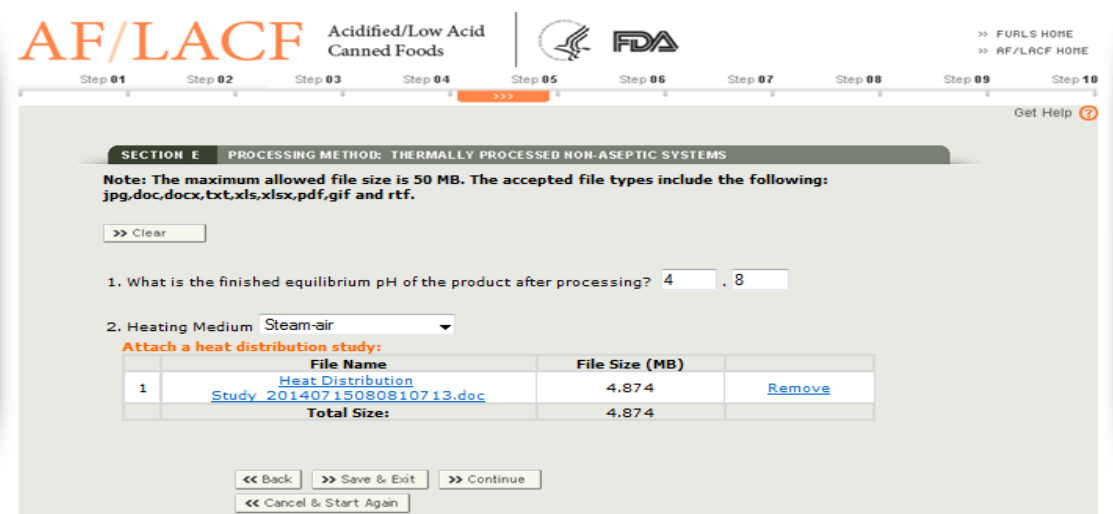 AF/LACF
Acidified/Low Acid
Canned Foods
FDA
>> FURLS HOME
>> AF/LACF HOME
Step 01 Step 02 Step 03 Step 04 Step 05 Step 06 Step 07 Step 08 Step 09 Step 10
>>>
Get Help ?
SECTION E PROCESSING METHOD: THERMALLY PROCESSED NON-ASEPTIC SYSTEMS
Note: The maximum allowed file size is 50 MB. The accepted file types include the following:
jpg,doc,docx,txt,xls,xlsx,pdf,gif and rtf.
>> Clear
1. What is the finished equilibrium pH of the product after processing? 4 . 8
2. Heating Medium Steam-air
Attach a heat distribution study:
File Name File Size (MB)
1 Heat Distribution
Study_20140715080810713.doc 4.874 Remove
Total Size: 4.874
<< Back >> Save & Exit >> Continue
<< Cancel & Start Again